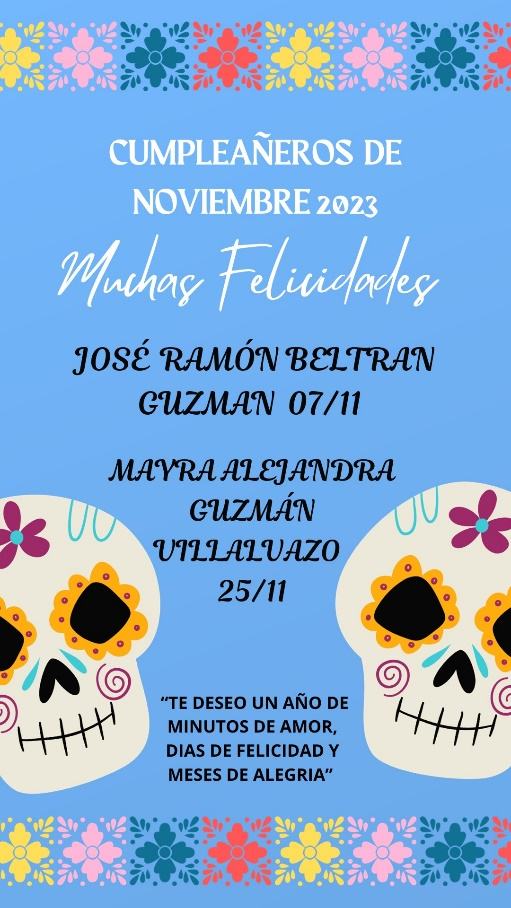 CUMPLEAÑEROS DE
NOVIEMBRE 2023
Muchas Felicidades
JOSÉ RAMÓN BELTRAN
GUZMAN 07/11
MAYRA ALEJANDRA
GUZMÁN
VILLALVAZO
25/11
“TE DESEO UN AÑO DE
MINUTOS DE AMOR,
DIAS DE FELICIDAD Y
MESES DE ALEGRIA”